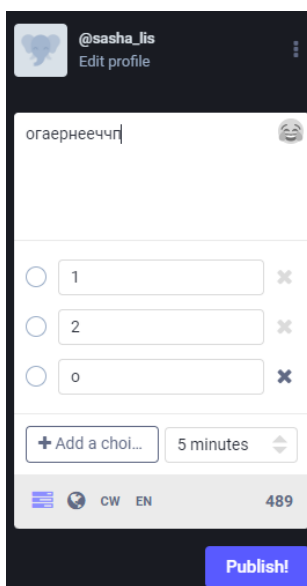 @sasha_lis
Edit profile
огаернееччп
1
2
о
+ Add a choi...
5 minutes
CW EN 489
Publish!